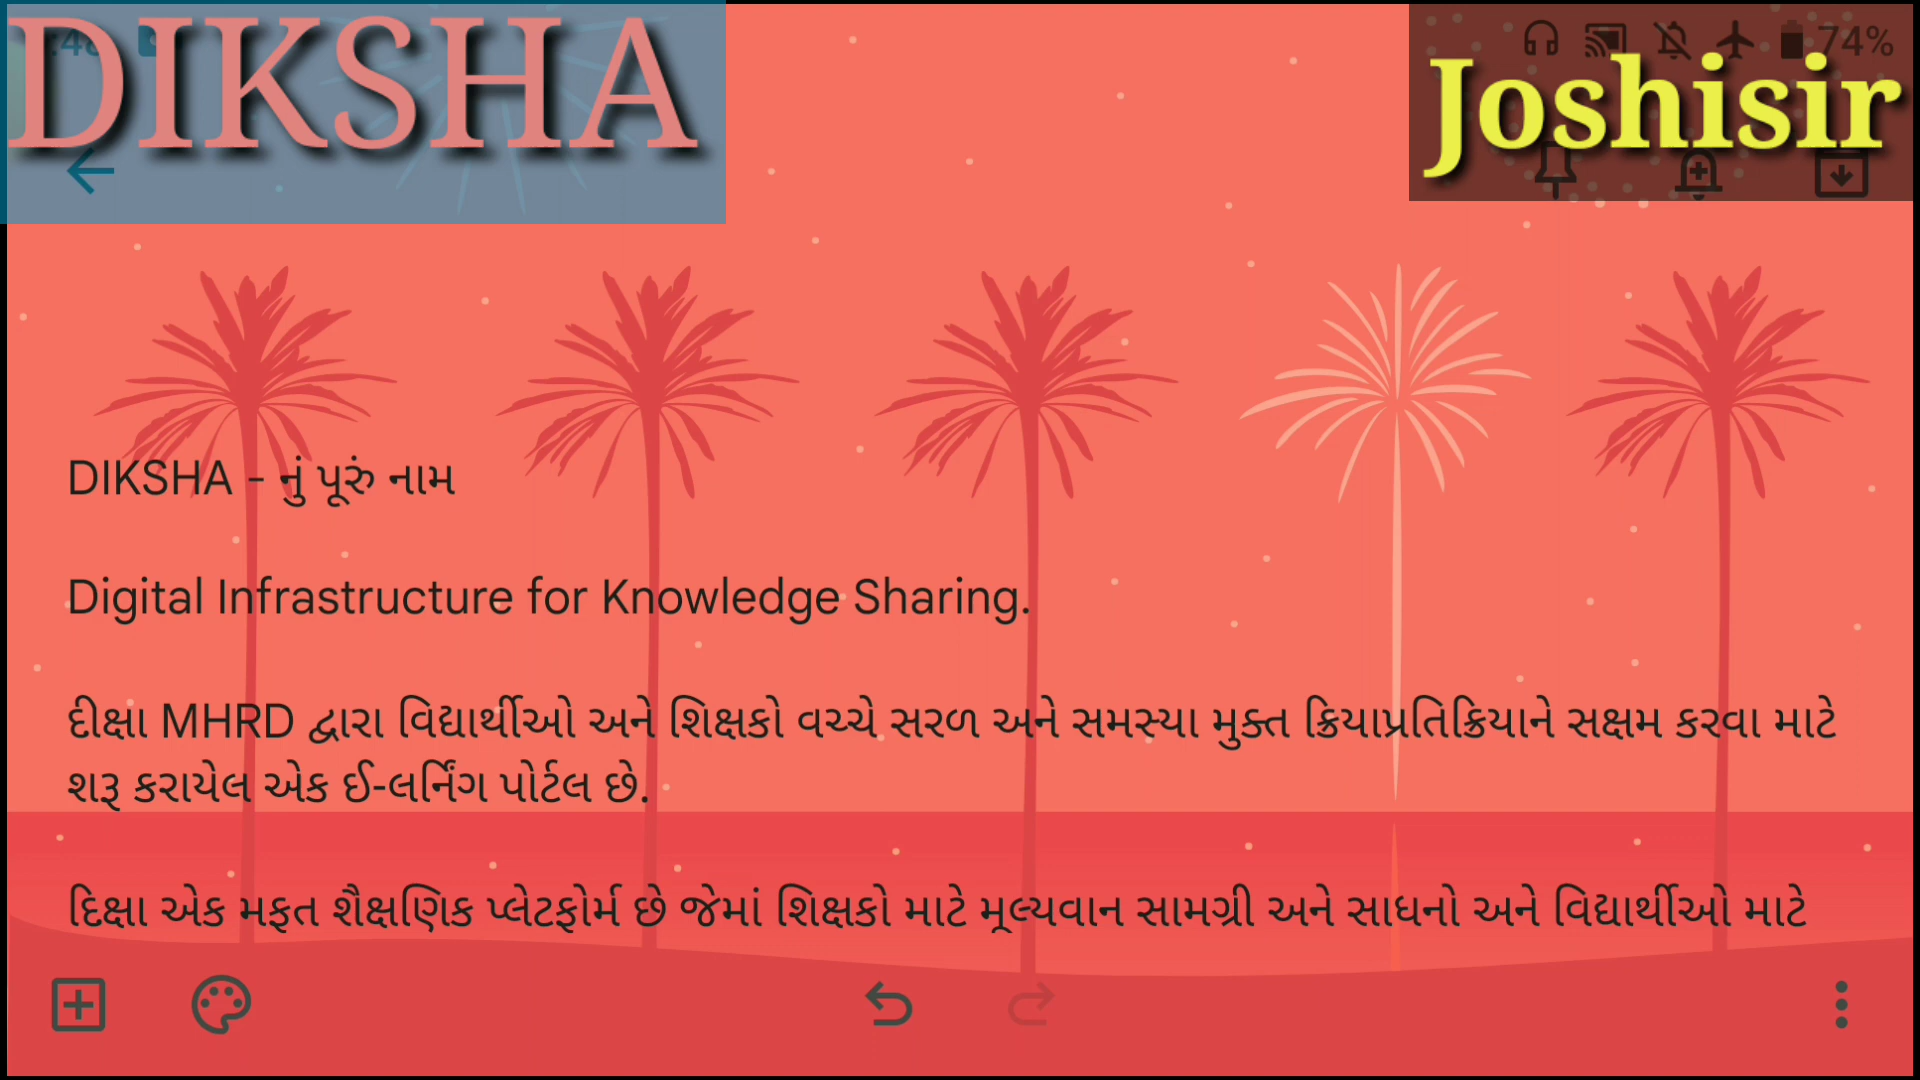 DIKSHA
Joshisir
74%
DIKSHA - નું પૂરું નામ
Digital Infrastructure for Knowledge Sharing.
દીક્ષા MHRD દ્વારા વિદ્યાર્થીઓ અને શિક્ષકો વચ્ચે સરળ અને સમસ્યા મુક્ત ક્રિયાપ્રતિક્રિયાને સક્ષમ કરવા માટે
શરૂ કરાયેલ એક ઈ-લર્નિંગ પોર્ટલ છે.
દિક્ષા એક મફત શૈક્ષણિક પ્લેટફોર્મ છે જેમાં શિક્ષકો માટે મૂલ્યવાન સામગ્રી અને સાધનો અને વિદ્યાર્થીઓ માટે